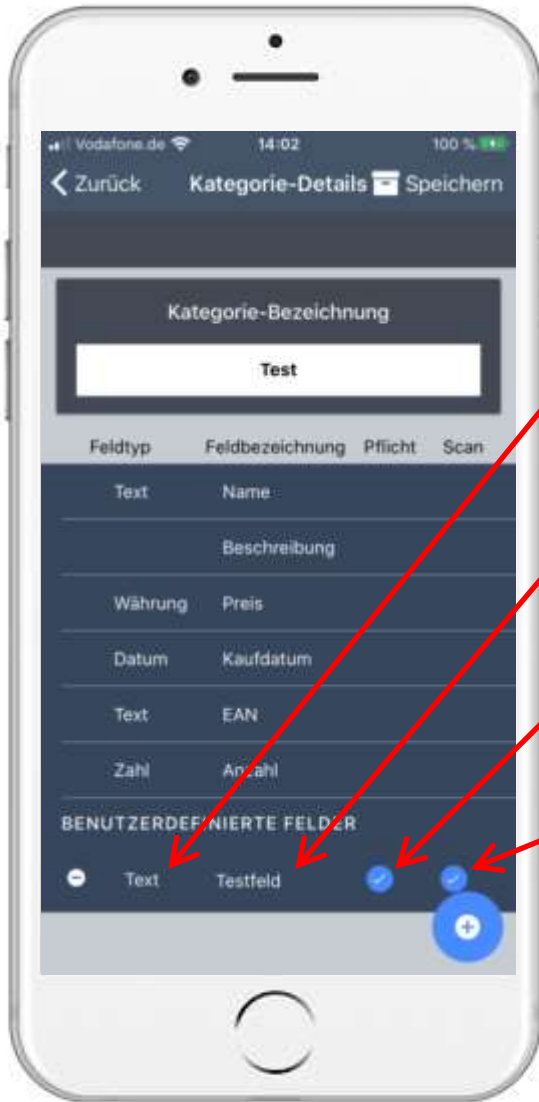 Vodafone.de 14:02 100 %
Zurück Kategorie-Details Speichern
Kategorie-Bezeichnung
Test
Feldtyp Feldbezeichnung Pflicht Scan
Text Name
Beschreibung
Währung Preis
Datum Kaufdatum
Text EAN
Zahl Anzahl
BENUTZERDEFINIERTE FELDER
Text Testfeld